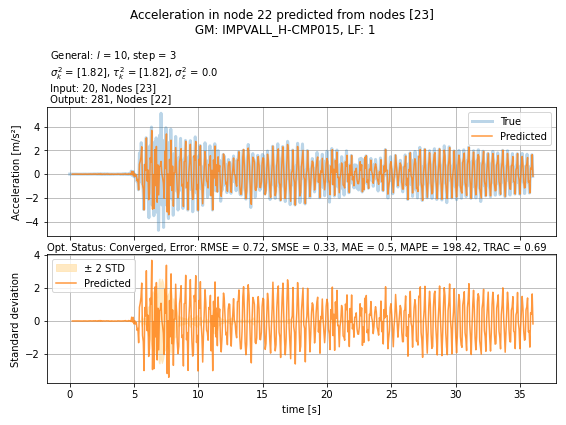 Acceleration in node 22 predicted from nodes [23]
GM: IMPVALL_H-CMP015, LF: 1
General: l = 10, step = 3
σ²ₖ = [1.82], τ²ₖ = [1.82], σ²ε = 0.0
Input: 20, Nodes [23]
Output: 281, Nodes [22]
True
Predicted
Acceleration [m/s²]
4
2
0
−2
−4
Opt. Status: Converged, Error: RMSE = 0.72, SMSE = 0.33, MAE = 0.5, MAPE = 198.42, TRAC = 0.69
± 2 STD
Predicted
Standard deviation
4
2
0
−2
0 5 10 15 20 25 30 35
time [s]